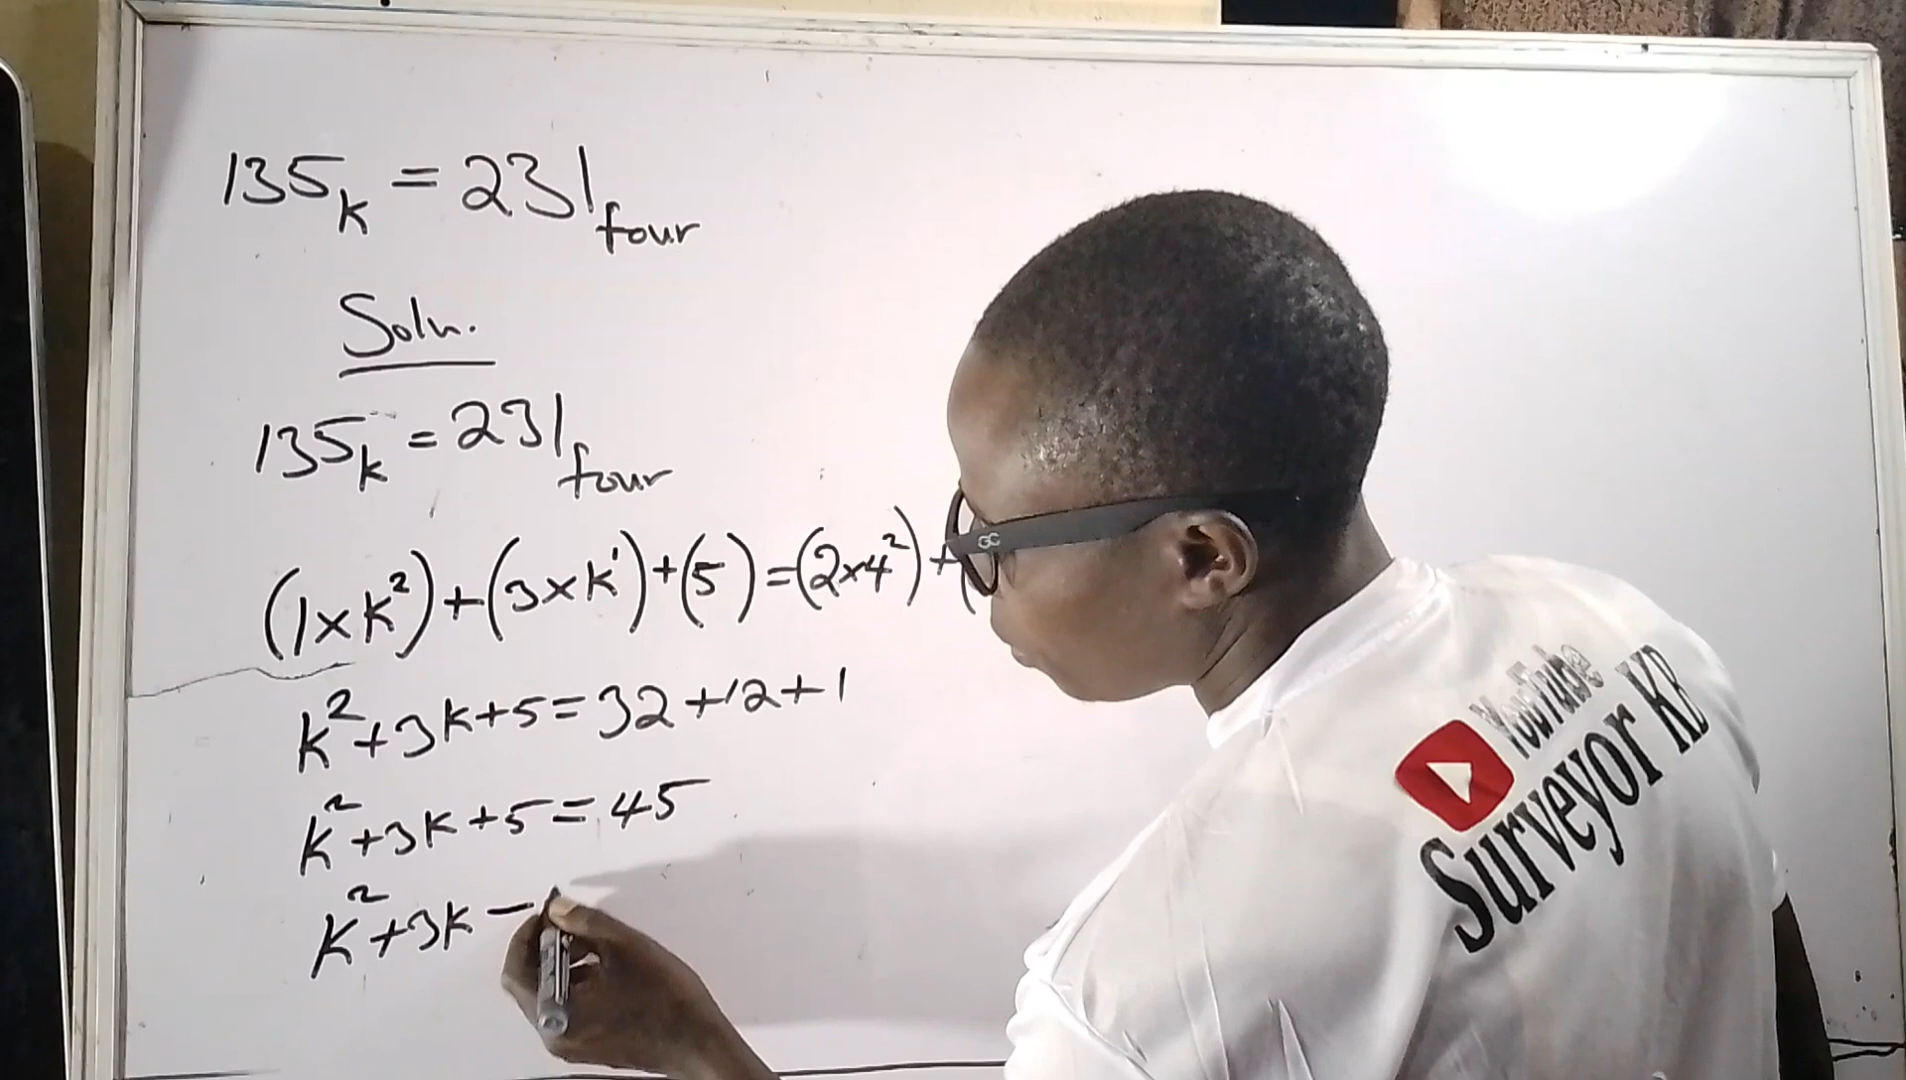 135ₖ = 231four
Soln.
135ₖ = 231four
(1×K²)+(3×K¹)+(5)=(2×4²)+(
K²+3K+5=32+12+1
K²+3K+5=45
K²+3K−
GC
YouTube
Surveyor KB